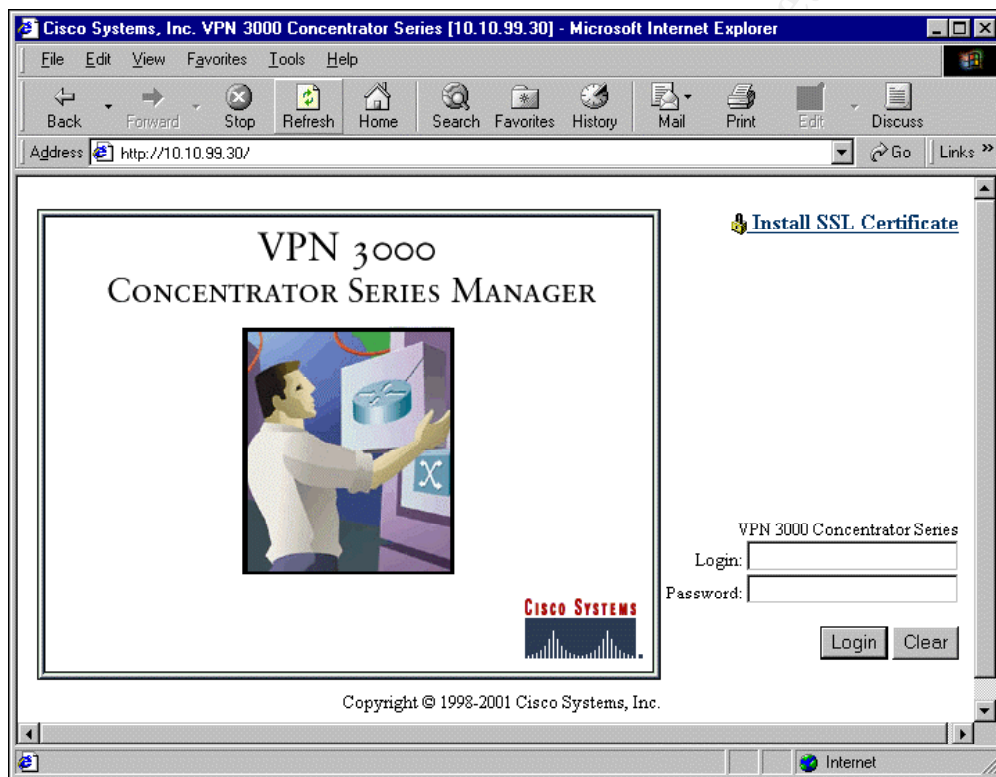 Cisco Systems, Inc. VPN 3000 Concentrator Series [10.10.99.30] - Microsoft Internet Explorer
File Edit View Favorites Tools Help
Back Forward Stop Refresh Home Search Favorites History Mail Print Edit Discuss
Address http://10.10.99.30/ Go Links »
Install SSL Certificate
VPN 3000
Concentrator Series Manager
VPN 3000 Concentrator Series
Login:
Password:
Cisco Systems
Login Clear
Copyright © 1998-2001 Cisco Systems, Inc.
Internet